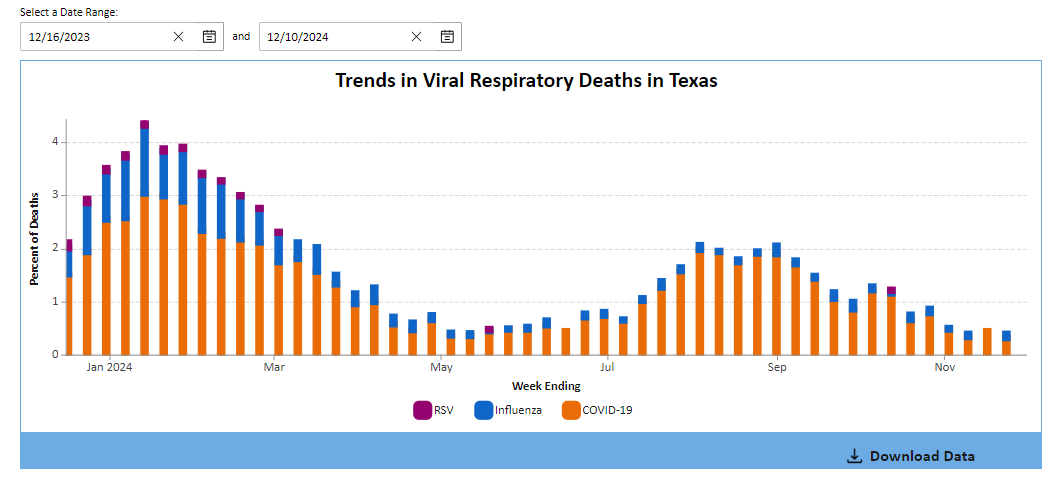 Select a Date Range:
12/16/2023 and 12/10/2024
Trends in Viral Respiratory Deaths in Texas
Percent of Deaths
4
3
2
1
0
Jan 2024 Mar May Jul Sep Nov
Week Ending
RSV Influenza COVID-19
Download Data